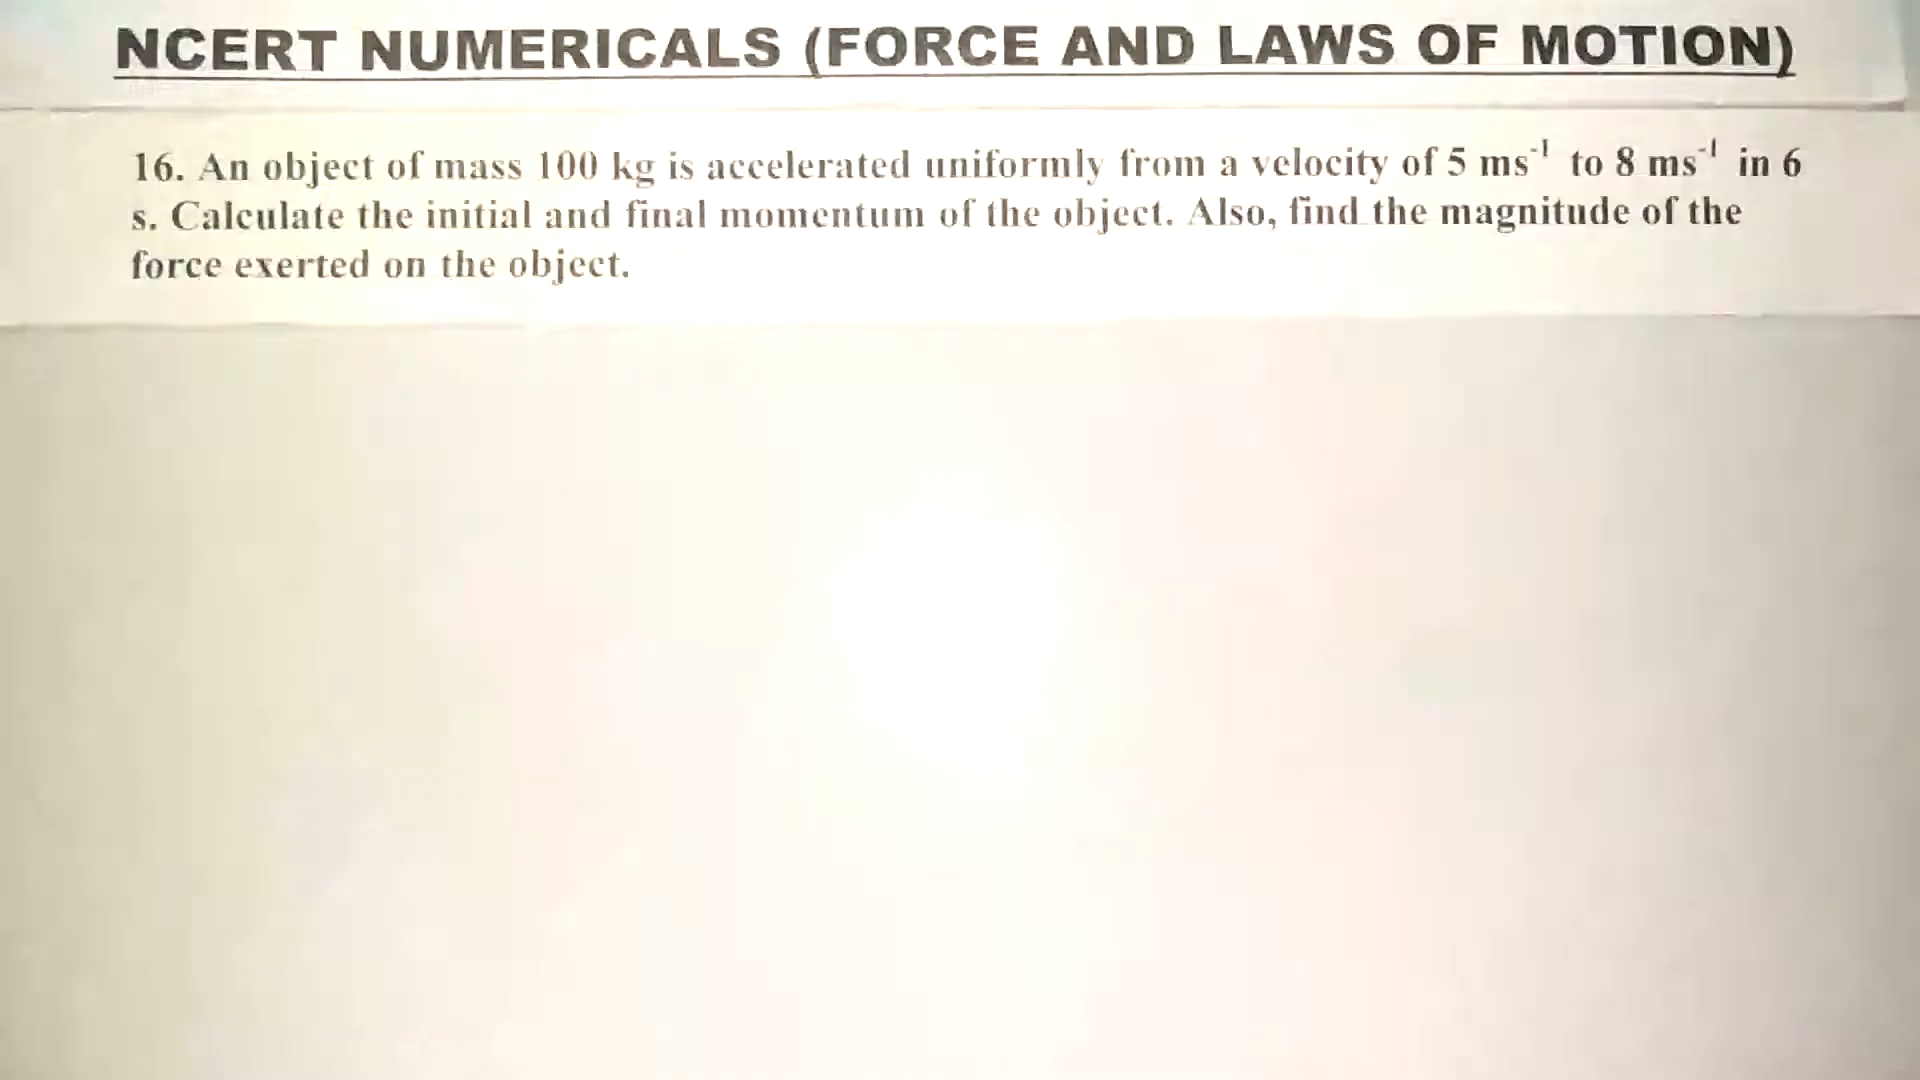 NCERT NUMERICALS (FORCE AND LAWS OF MOTION)
16. An object of mass 100 kg is accelerated uniformly from a velocity of 5 ms⁻¹ to 8 ms⁻¹ in 6
s. Calculate the initial and final momentum of the object. Also, find the magnitude of the
force exerted on the object.